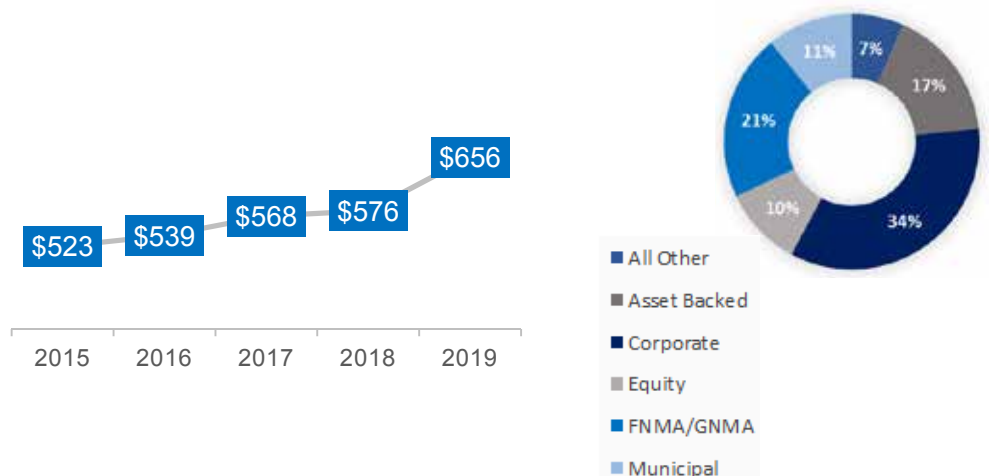 $523
$539
$568
$576
$656
2015 2016 2017 2018 2019
7%
17%
34%
10%
21%
11%
All Other
Asset Backed
Corporate
Equity
FNMA/GNMA
Municipal